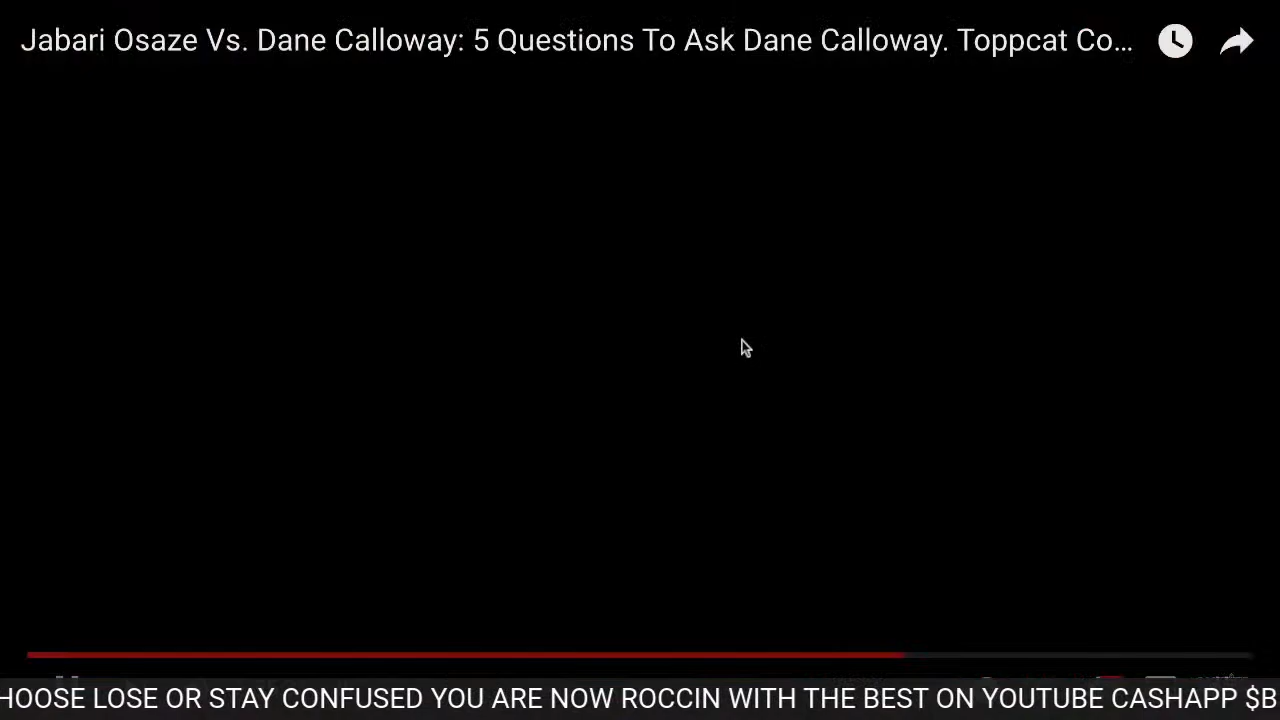 Jabari Osaze Vs. Dane Calloway: 5 Questions To Ask Dane Calloway. Toppcat Co...
HOOSE LOSE OR STAY CONFUSED YOU ARE NOW ROCCIN WITH THE BEST ON YOUTUBE CASHAPP $B